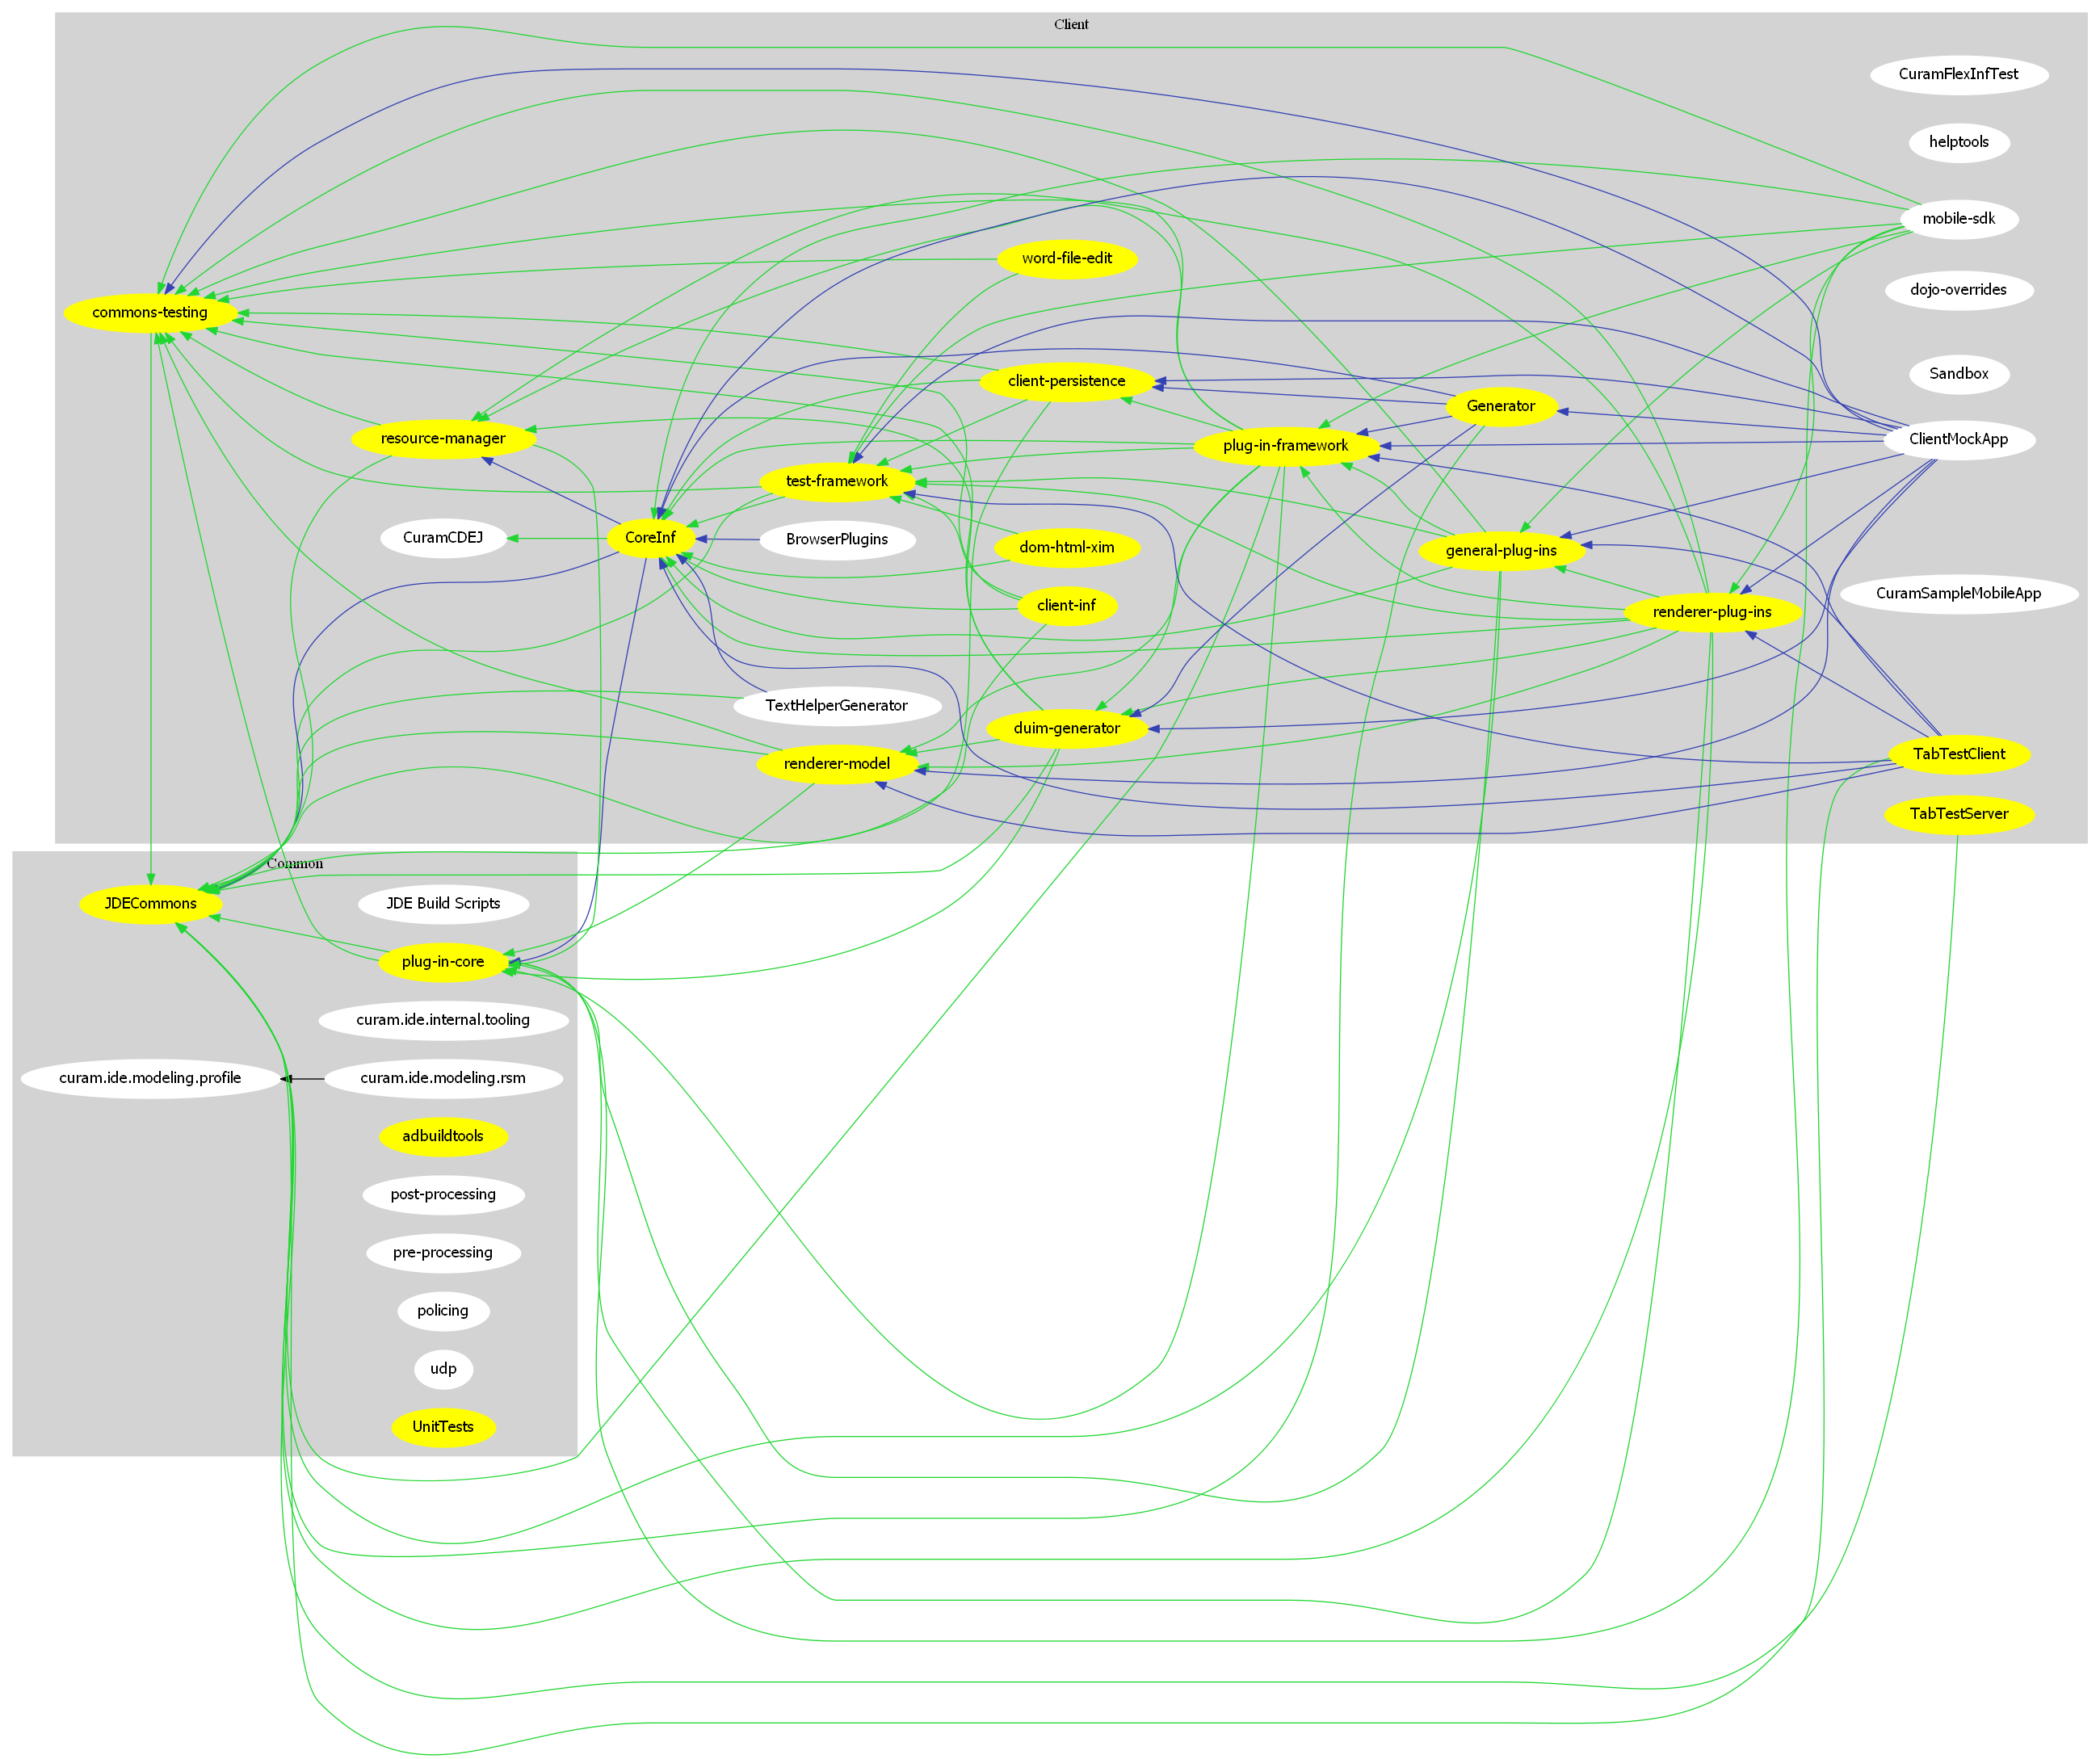 Client
CuramFlexInfTest
helptools
mobile-sdk
word-file-edit
dojo-overrides
commons-testing
client-persistence
Sandbox
Generator
resource-manager
plug-in-framework
ClientMockApp
test-framework
CuramCDEJ
CoreInf
BrowserPlugins
dom-html-xim
general-plug-ins
client-inf
CuramSampleMobileApp
renderer-plug-ins
TextHelperGenerator
duim-generator
renderer-model
TabTestClient
TabTestServer
Common
JDECommons
JDE Build Scripts
plug-in-core
curam.ide.internal.tooling
curam.ide.modeling.profile
curam.ide.modeling.rsm
adbuildtools
post-processing
pre-processing
policing
udp
UnitTests